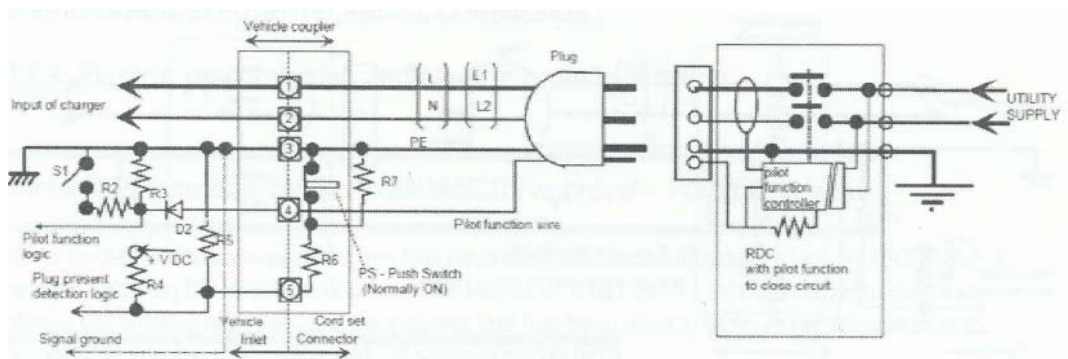 Vehicle coupler
Plug
Input of charger
1
L
L1
N
L2
2
UTILITY
SUPPLY
3
PE
S1
R2
R3
R7
pilot
function
controller
4
D2
Pilot function wire
Pilot function
logic
V DC
R5
R6
PS - Push Switch
(Normally ON)
RDC
with pilot function
to close circuit
Plug present
detection logic
R4
5
Vehicle
Inlet
Cord set
Connector
Signal ground